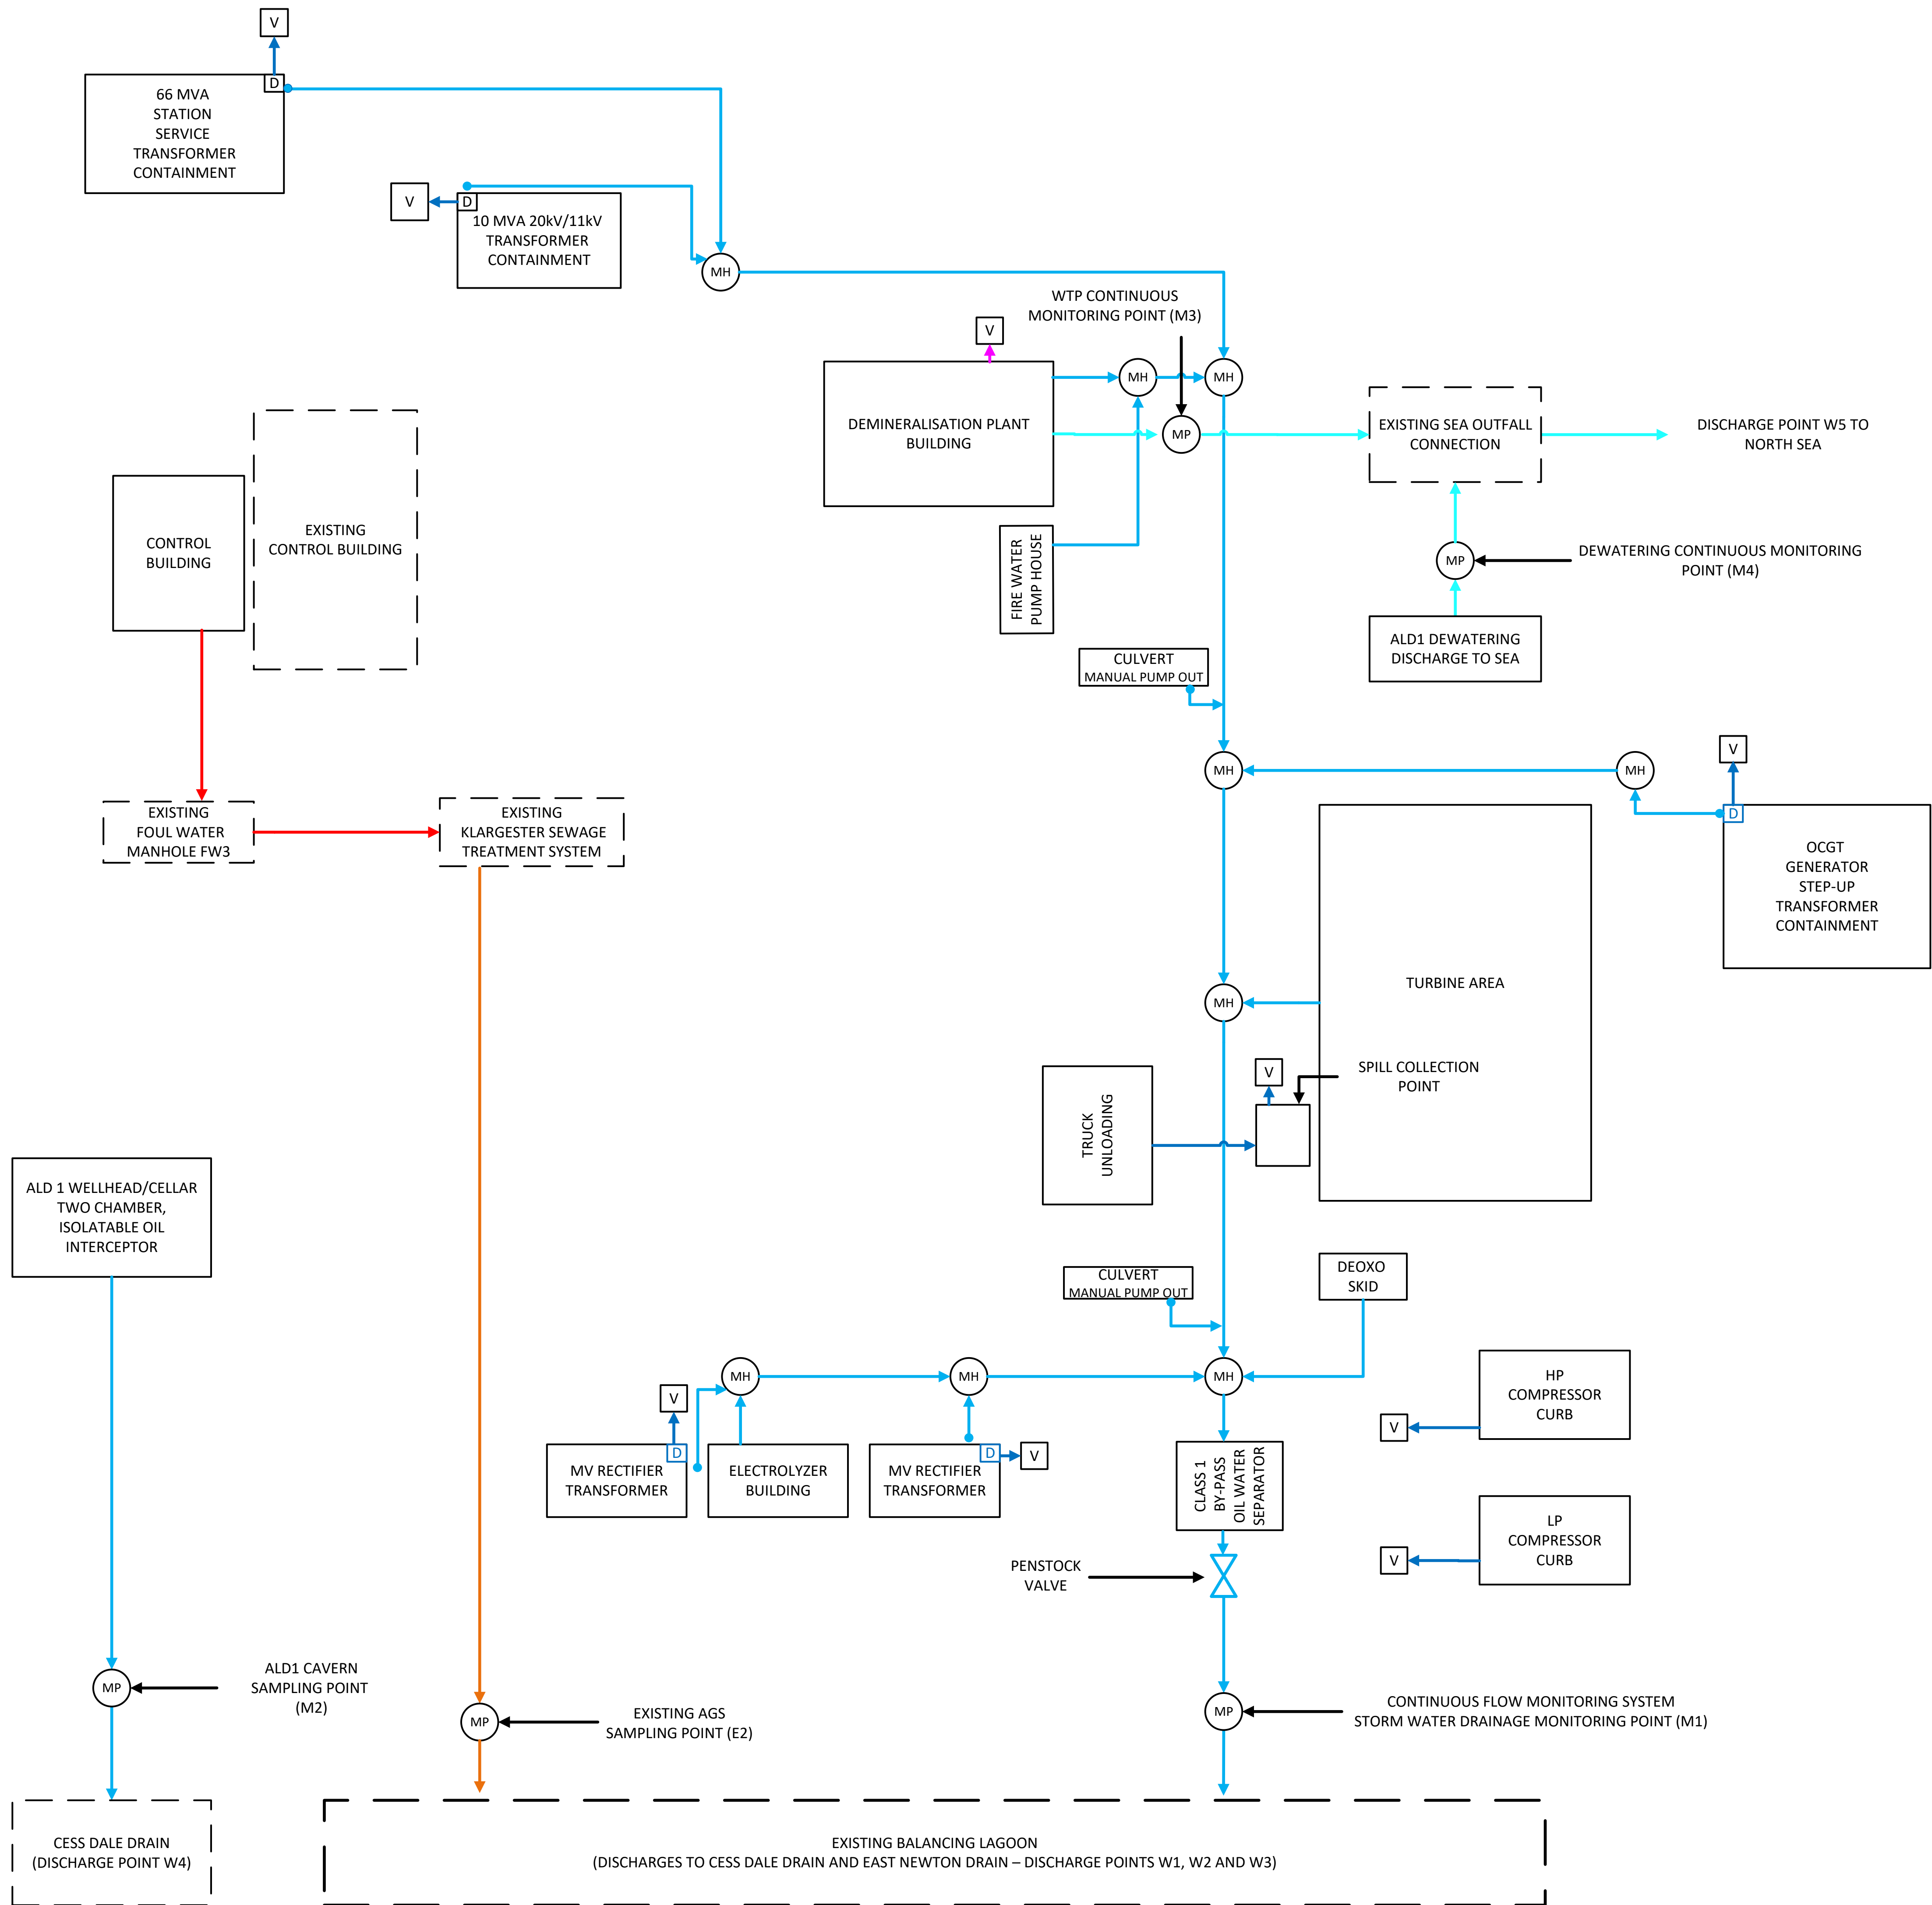 V
D
66 MVA
STATION
SERVICE
TRANSFORMER
CONTAINMENT
V
D
10 MVA 20kV/11kV
TRANSFORMER
CONTAINMENT
MH
WTP CONTINUOUS
MONITORING POINT (M3)
V
MH
MH
DEMINERALISATION PLANT
BUILDING
MP
EXISTING SEA OUTFALL
CONNECTION
DISCHARGE POINT W5 TO
NORTH SEA
CONTROL
BUILDING
EXISTING
CONTROL BUILDING
FIRE WATER
PUMP HOUSE
MP
DEWATERING CONTINUOUS MONITORING
POINT (M4)
ALD1 DEWATERING
DISCHARGE TO SEA
CULVERT
MANUAL PUMP OUT
MH
MH
V
D
OCGT
GENERATOR
STEP-UP
TRANSFORMER
CONTAINMENT
EXISTING
FOUL WATER
MANHOLE FW3
EXISTING
KLARGESTER SEWAGE
TREATMENT SYSTEM
TURBINE AREA
MH
TRUCK
UNLOADING
V
SPILL COLLECTION
POINT
ALD 1 WELLHEAD/CELLAR
TWO CHAMBER,
ISOLATABLE OIL
INTERCEPTOR
CULVERT
MANUAL PUMP OUT
DEOXO
SKID
MH
MH
MH
V
D
MV RECTIFIER
TRANSFORMER
ELECTROLYZER
BUILDING
D
V
MV RECTIFIER
TRANSFORMER
CLASS 1
BY-PASS
OIL WATER
SEPARATOR
HP
COMPRESSOR
CURB
V
LP
COMPRESSOR
CURB
V
PENSTOCK
VALVE
MP
ALD1 CAVERN
SAMPLING POINT
(M2)
MP
EXISTING AGS
SAMPLING POINT (E2)
MP
CONTINUOUS FLOW MONITORING SYSTEM
STORM WATER DRAINAGE MONITORING POINT (M1)
CESS DALE DRAIN
(DISCHARGE POINT W4)
EXISTING BALANCING LAGOON
(DISCHARGES TO CESS DALE DRAIN AND EAST NEWTON DRAIN – DISCHARGE POINTS W1, W2 AND W3)